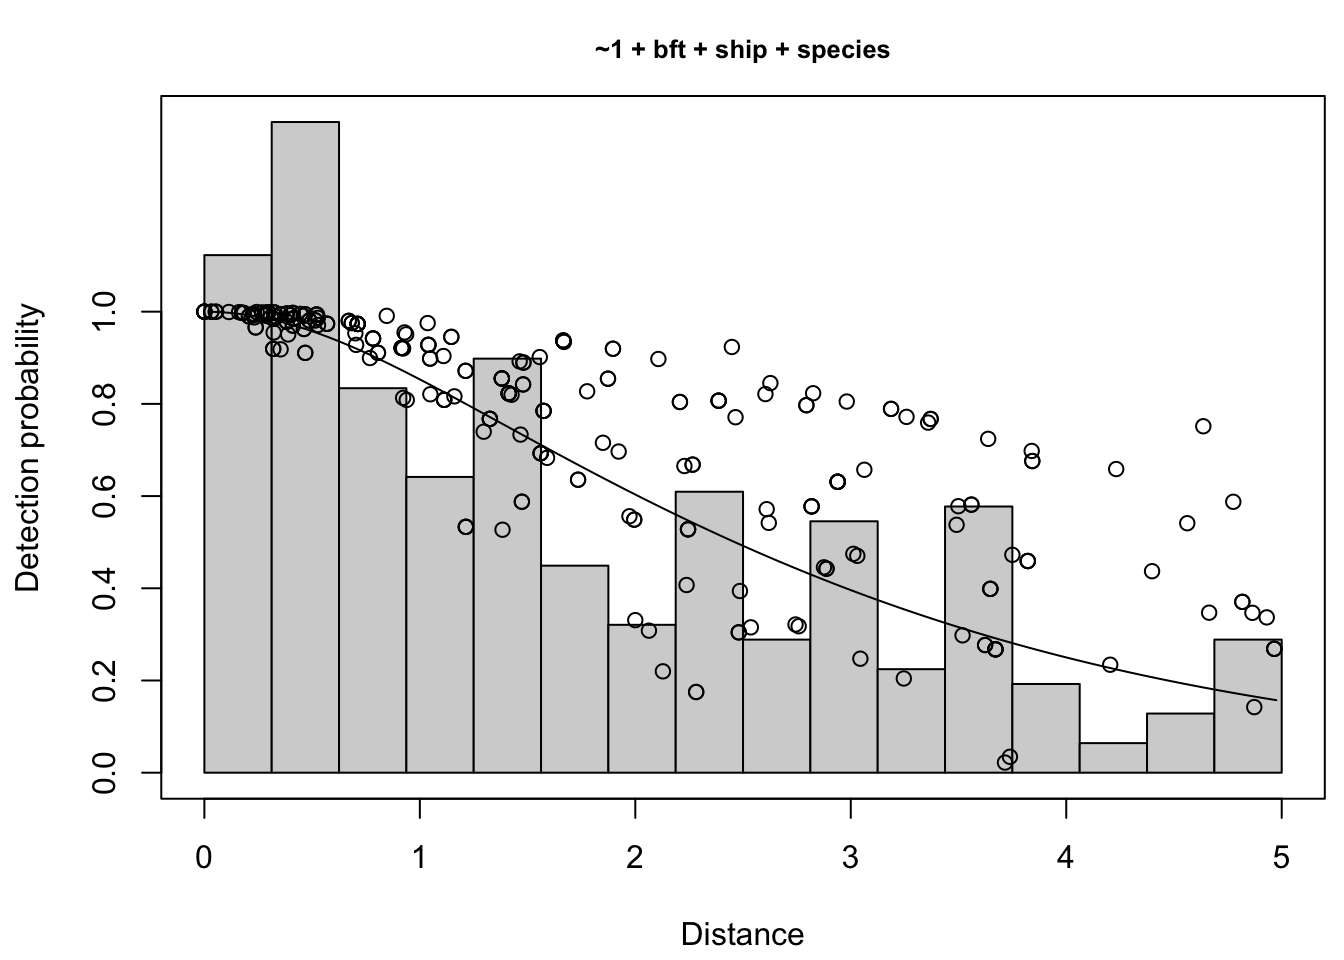 ~1 + bft + ship + species
Detection probability
1.0
0.8
0.6
0.4
0.2
0.0
0 1 2 3 4 5
Distance